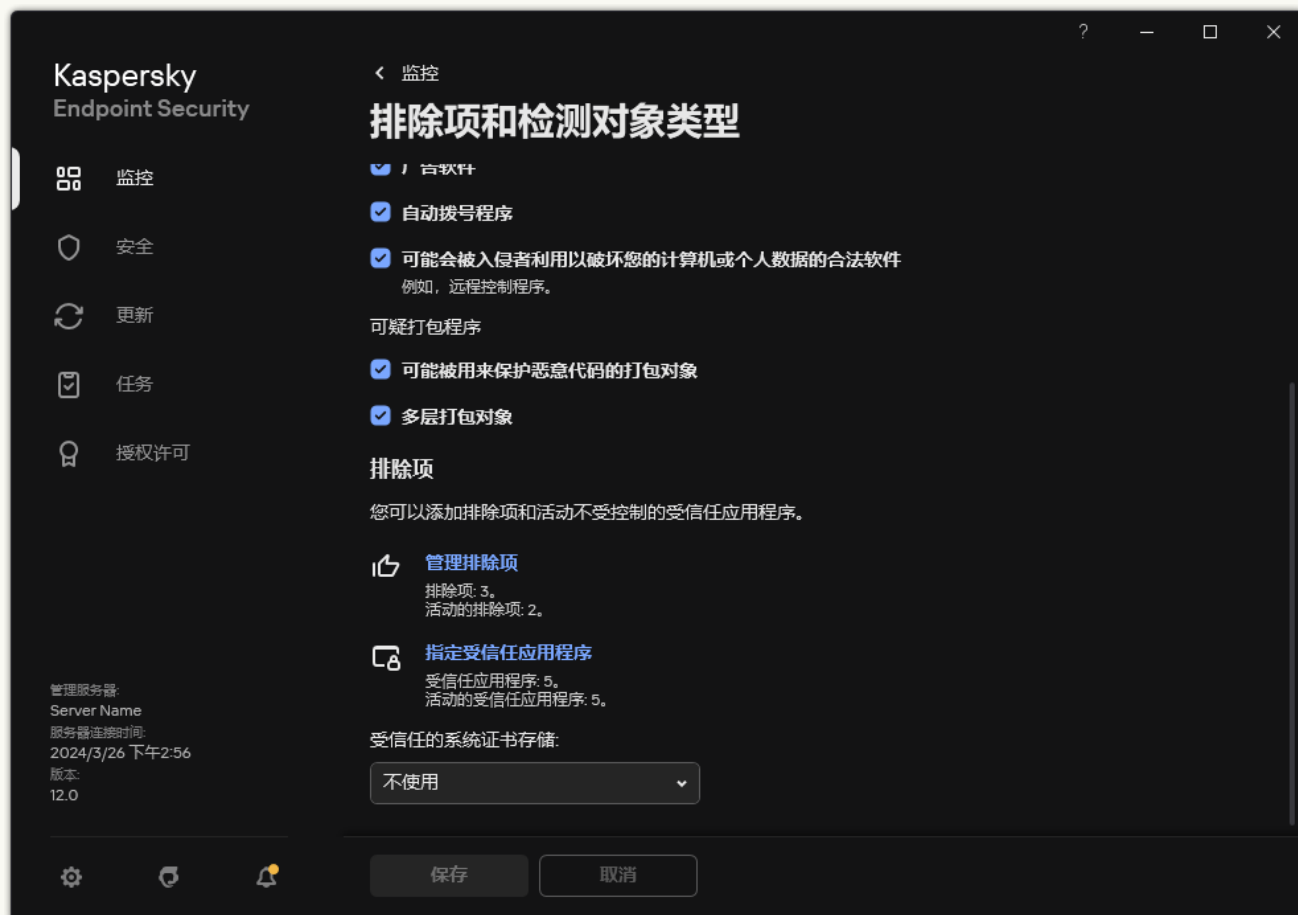 ?
Kaspersky
Endpoint Security
监控
安全
更新
任务
授权许可
管理服务器:
Server Name
服务器连接时间:
2024/3/26 下午2:56
版本:
12.0
监控
排除项和检测对象类型
广告软件
自动拨号程序
可能会被入侵者利用以破坏您的计算机或个人数据的合法软件
例如，远程控制程序。
可疑打包程序
可能被用来保护恶意代码的打包对象
多层打包对象
排除项
您可以添加排除项和活动不受控制的受信任应用程序。
管理排除项
排除项: 3。
活动的排除项: 2。
指定受信任应用程序
受信任应用程序: 5。
活动的受信任应用程序: 5。
受信任的系统证书存储:
不使用
保存
取消